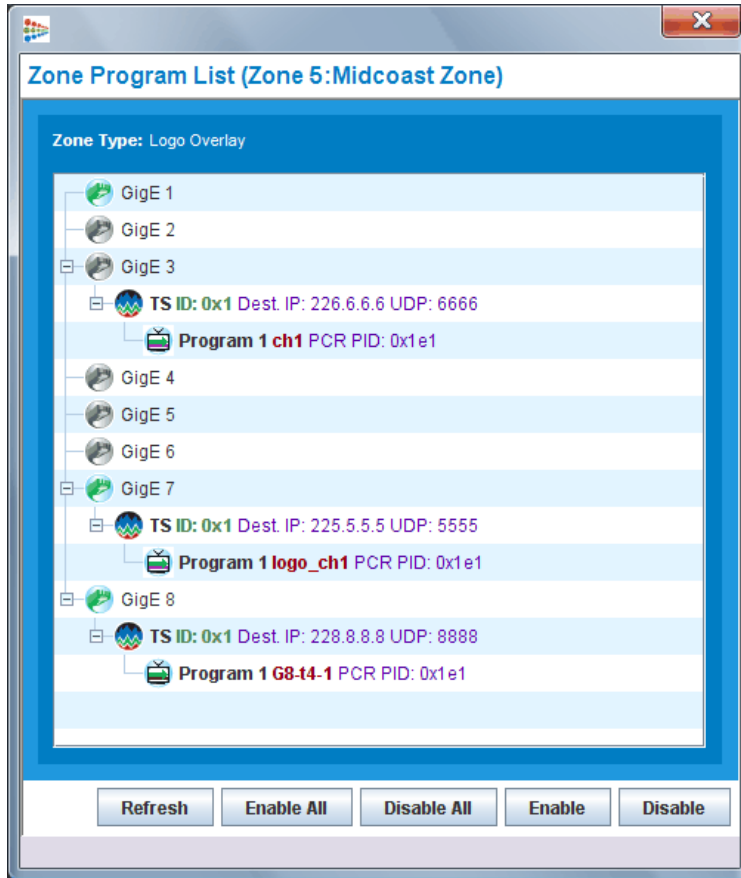 Zone Program List (Zone 5:Midcoast Zone)
Zone Type: Logo Overlay
GigE 1
GigE 2
GigE 3
TS ID: 0x1 Dest. IP: 226.6.6.6 UDP: 6666
Program 1 ch1 PCR PID: 0x1e1
GigE 4
GigE 5
GigE 6
GigE 7
TS ID: 0x1 Dest. IP: 225.5.5.5 UDP: 5555
Program 1 logo_ch1 PCR PID: 0x1e1
GigE 8
TS ID: 0x1 Dest. IP: 228.8.8.8 UDP: 8888
Program 1 G8-t4-1 PCR PID: 0x1e1
Refresh Enable All Disable All Enable Disable